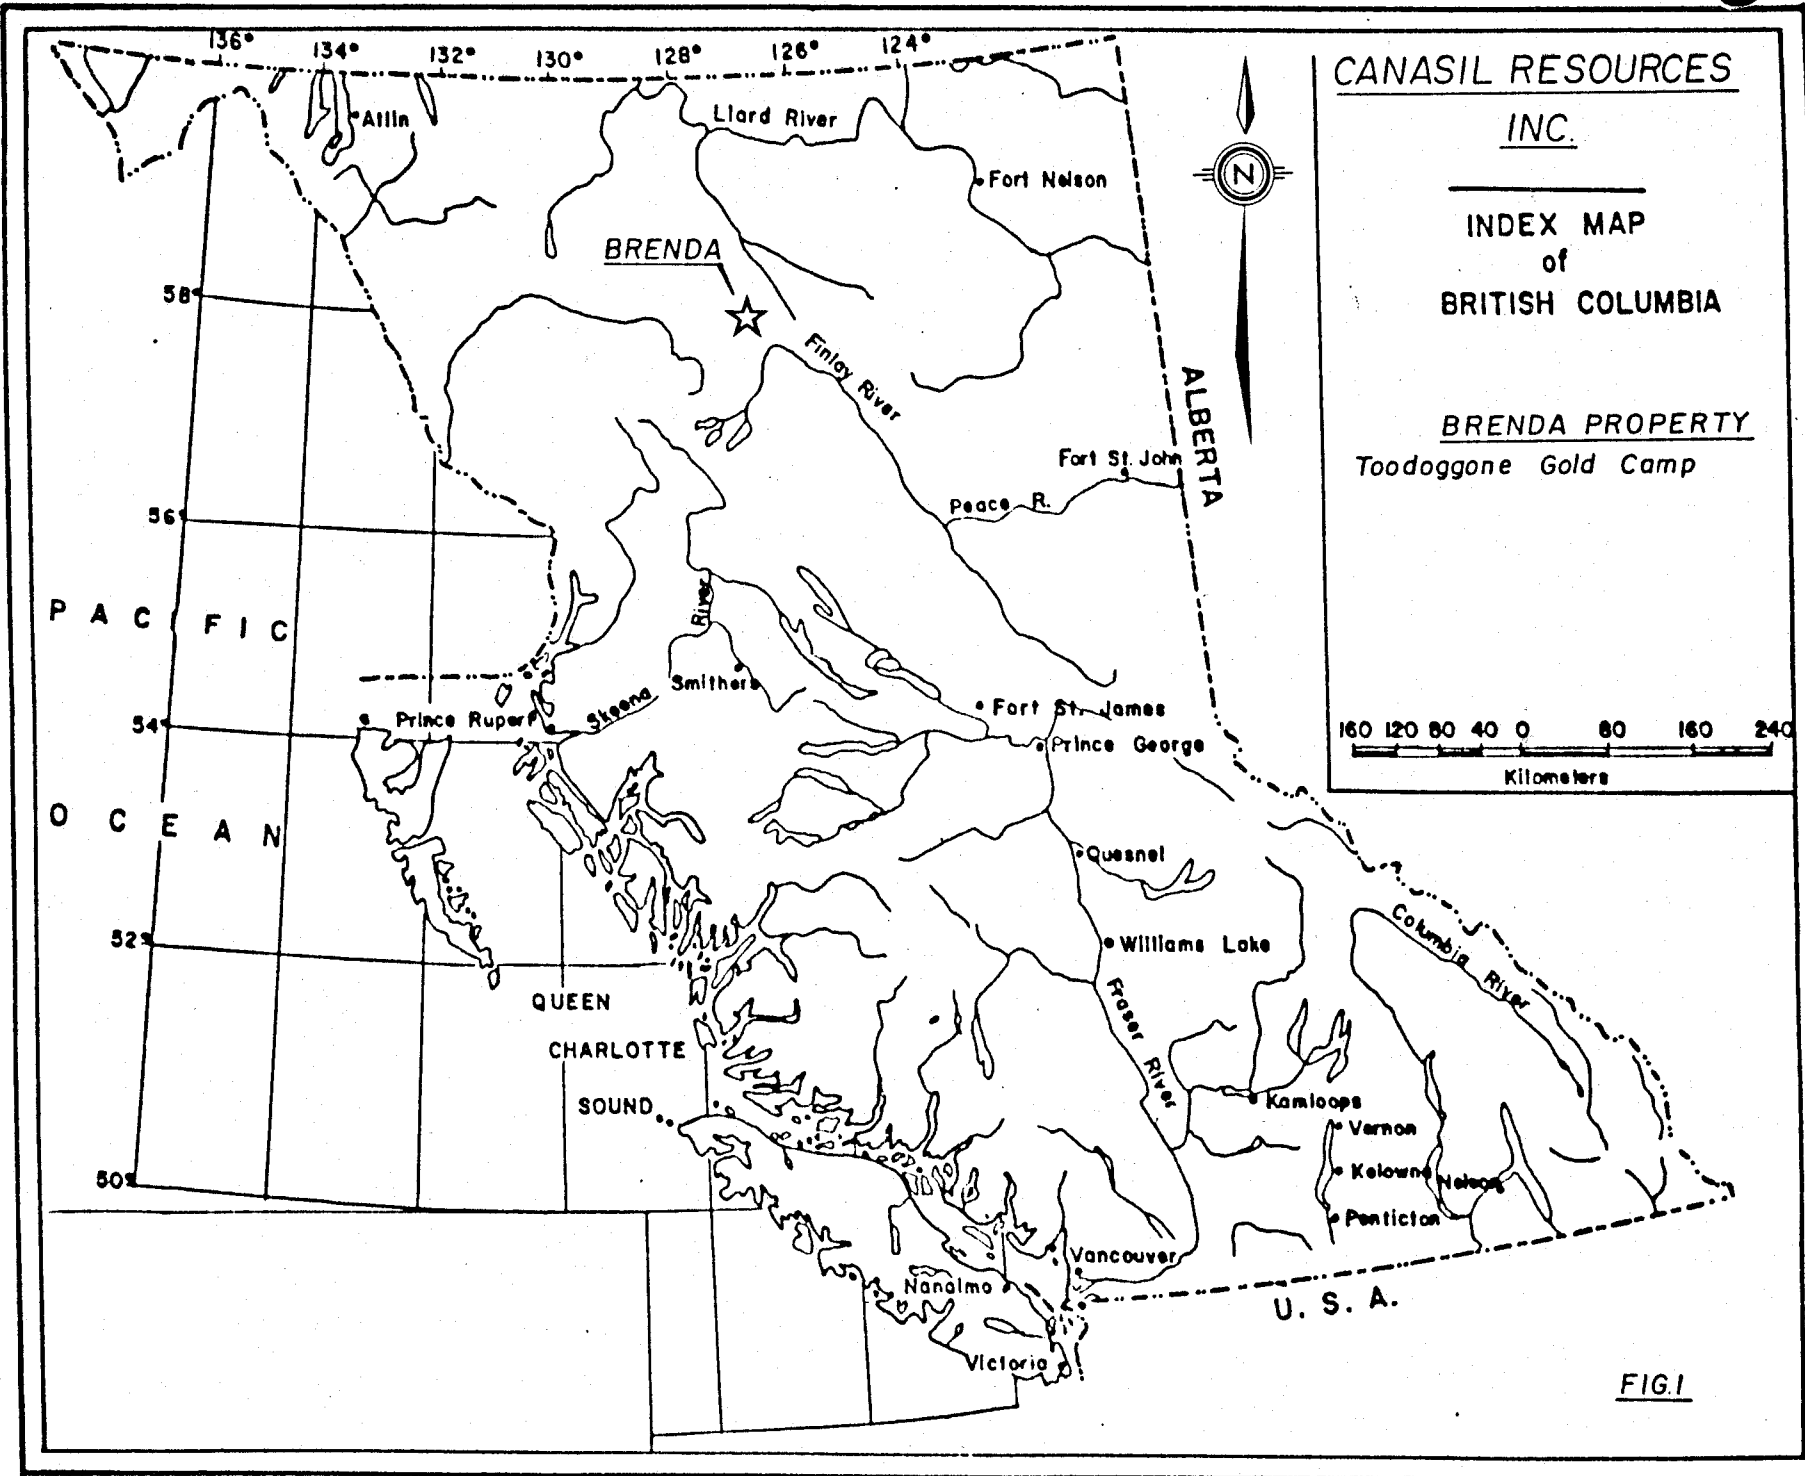 136° 134° 132° 130° 128° 126° 124°
CANASIL RESOURCES
INC.
INDEX MAP
of
BRITISH COLUMBIA
BRENDA PROPERTY
Toodoggone Gold Camp
160 120 80 40 0 80 160 240
Kilometers
N
Atlin
Liard River
Fort Nelson
BRENDA
58°
Finlay River
ALBERTA
Fort St. John
Peace R.
56°
PACIFIC
River
Smithers
Skeena
Prince Rupert
54°
Fort St. James
Prince George
OCEAN
Quesnel
Columbia River
52°
Williams Lake
QUEEN
CHARLOTTE
SOUND
Fraser River
Kamloops
Vernon
Kelowna
Nelson
50°
Penticton
Vancouver
Nanaimo
U. S. A.
Victoria
FIG.1